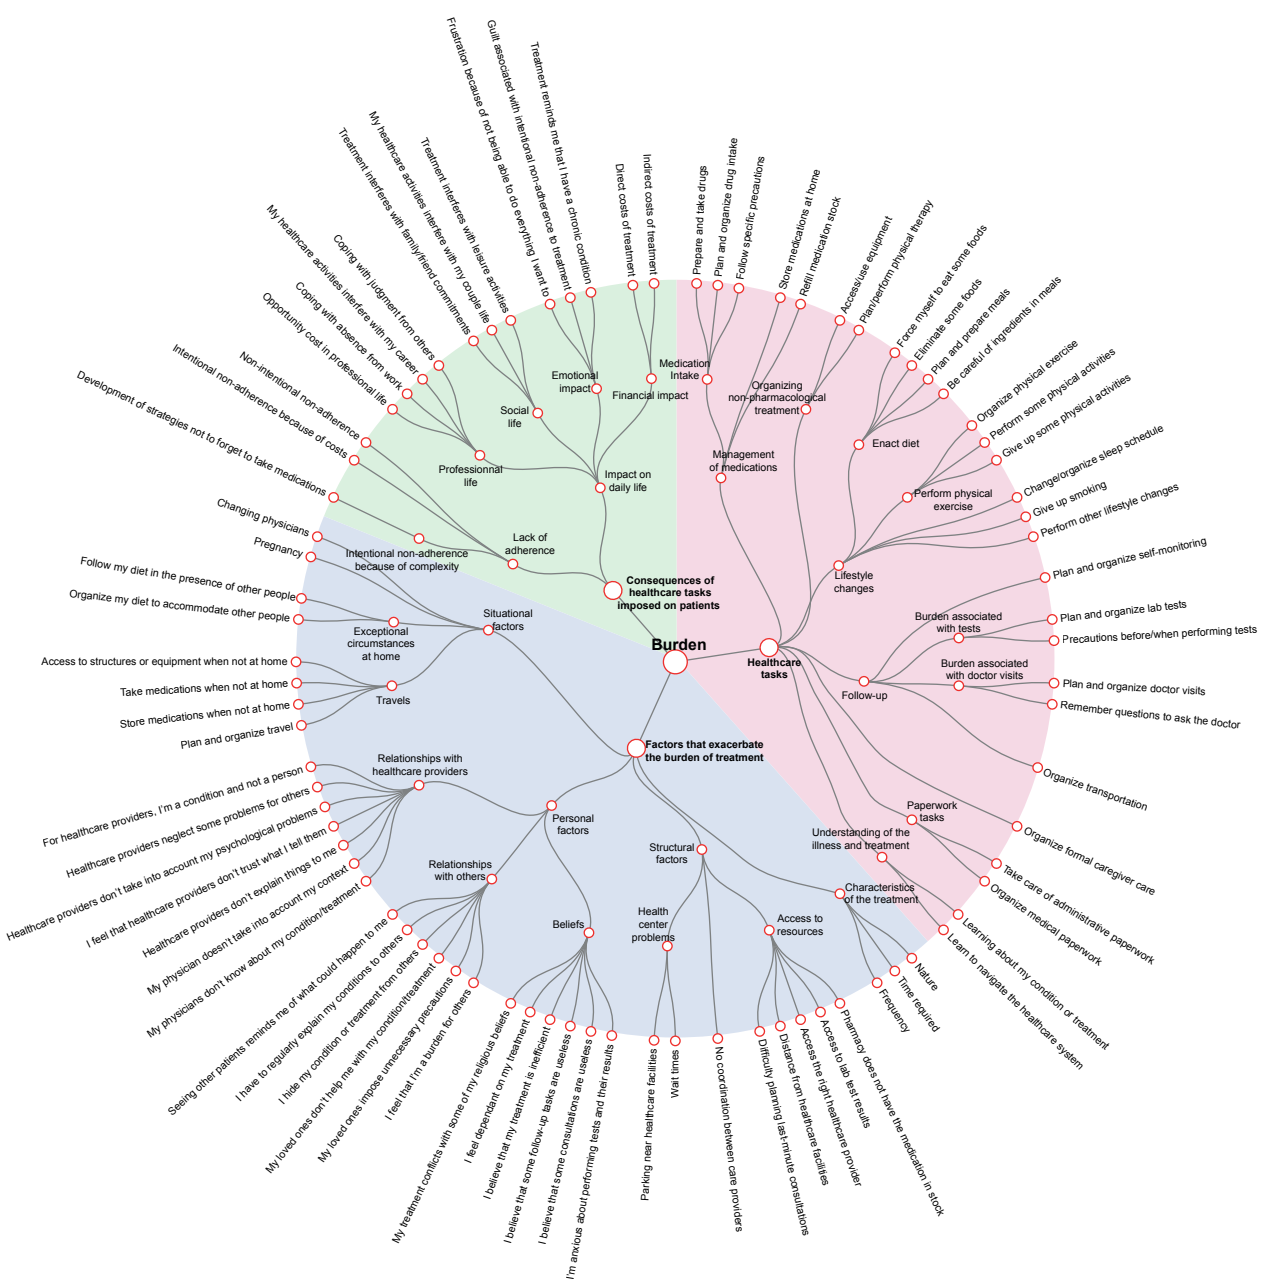 Burden
Healthcare
tasks
Medication
Intake
Prepare and take drugs
Plan and organize drug intake
Follow specific precautions
Management
of medications
Store medications at home
Refill medication stock
Organizing
non-pharmacological
treatment
Access/use equipment
Plan/perform physical therapy
Enact diet
Force myself to eat some foods
Eliminate some foods
Plan and prepare meals
Be careful of ingredients in meals
Perform physical
exercise
Organize physical exercise
Perform some physical activities
Give up some physical activities
Lifestyle
changes
Change/organize sleep schedule
Give up smoking
Perform other lifestyle changes
Follow-up
Plan and organize self-monitoring
Burden associated
with tests
Plan and organize lab tests
Precautions before/when performing tests
Burden associated
with doctor visits
Plan and organize doctor visits
Remember questions to ask the doctor
Organize transportation
Organize formal caregiver care
Paperwork
tasks
Take care of administrative paperwork
Organize medical paperwork
Understanding of the
illness and treatment
Learning about my condition or treatment
Learn to navigate the healthcare system
Factors that exacerbate
the burden of treatment
Characteristics
of the treatment
Nature
Time required
Frequency
Structural
factors
Access to
resources
Pharmacy does not have the medication in stock
Access to lab test results
Access the right healthcare provider
Distance from healthcare facilities
Difficulty planning last-minute consultations
No coordination between care providers
Health
center
problems
Wait times
Parking near healthcare facilities
Personal
factors
Beliefs
I'm anxious about performing tests and their results
I believe that some consultations are useless
I believe that some follow-up tasks are useless
I believe that my treatment is inefficient
I feel dependant on my treatment
My treatment conflicts with some of my religious beliefs
Relationships
with others
I feel that I'm a burden for others
My loved ones impose unnecessary precautions
My loved ones don't help me with my condition/treatment
I hide my condition or treatment from others
I have to regularly explain my conditions to others
Seeing other patients reminds me of what could happen to me
Relationships with
healthcare providers
My physicians don't know about my condition/treatment
My physician doesn't take into account my context
Healthcare providers don't explain things to me
I feel that healthcare providers don't trust what I tell them
Healthcare providers don't take into account my psychological problems
Healthcare providers neglect some problems for others
For healthcare providers, I'm a condition and not a person
Situational
factors
Travels
Plan and organize travel
Store medications when not at home
Take medications when not at home
Access to structures or equipment when not at home
Exceptional
circumstances
at home
Organize my diet to accommodate other people
Follow my diet in the presence of other people
Pregnancy
Changing physicians
Consequences of
healthcare tasks
imposed on patients
Lack of
adherence
Intentional non-adherence
because of complexity
Development of strategies not to forget to take medications
Intentional non-adherence because of costs
Non-intentional non-adherence
Impact on
daily life
Professionnal
life
Opportunity cost in professional life
Coping with absence from work
My healthcare activities interfere with my career
Coping with judgment from others
Social
life
Treatment interferes with family/friend commitments
My healthcare activities interfere with my couple life
Treatment interferes with leisure activities
Emotional
impact
Frustration because of not being able to do everything I want to
Guilt associated with intentional non-adherence to treatment
Treatment reminds me that I have a chronic condition
Financial impact
Direct costs of treatment
Indirect costs of treatment